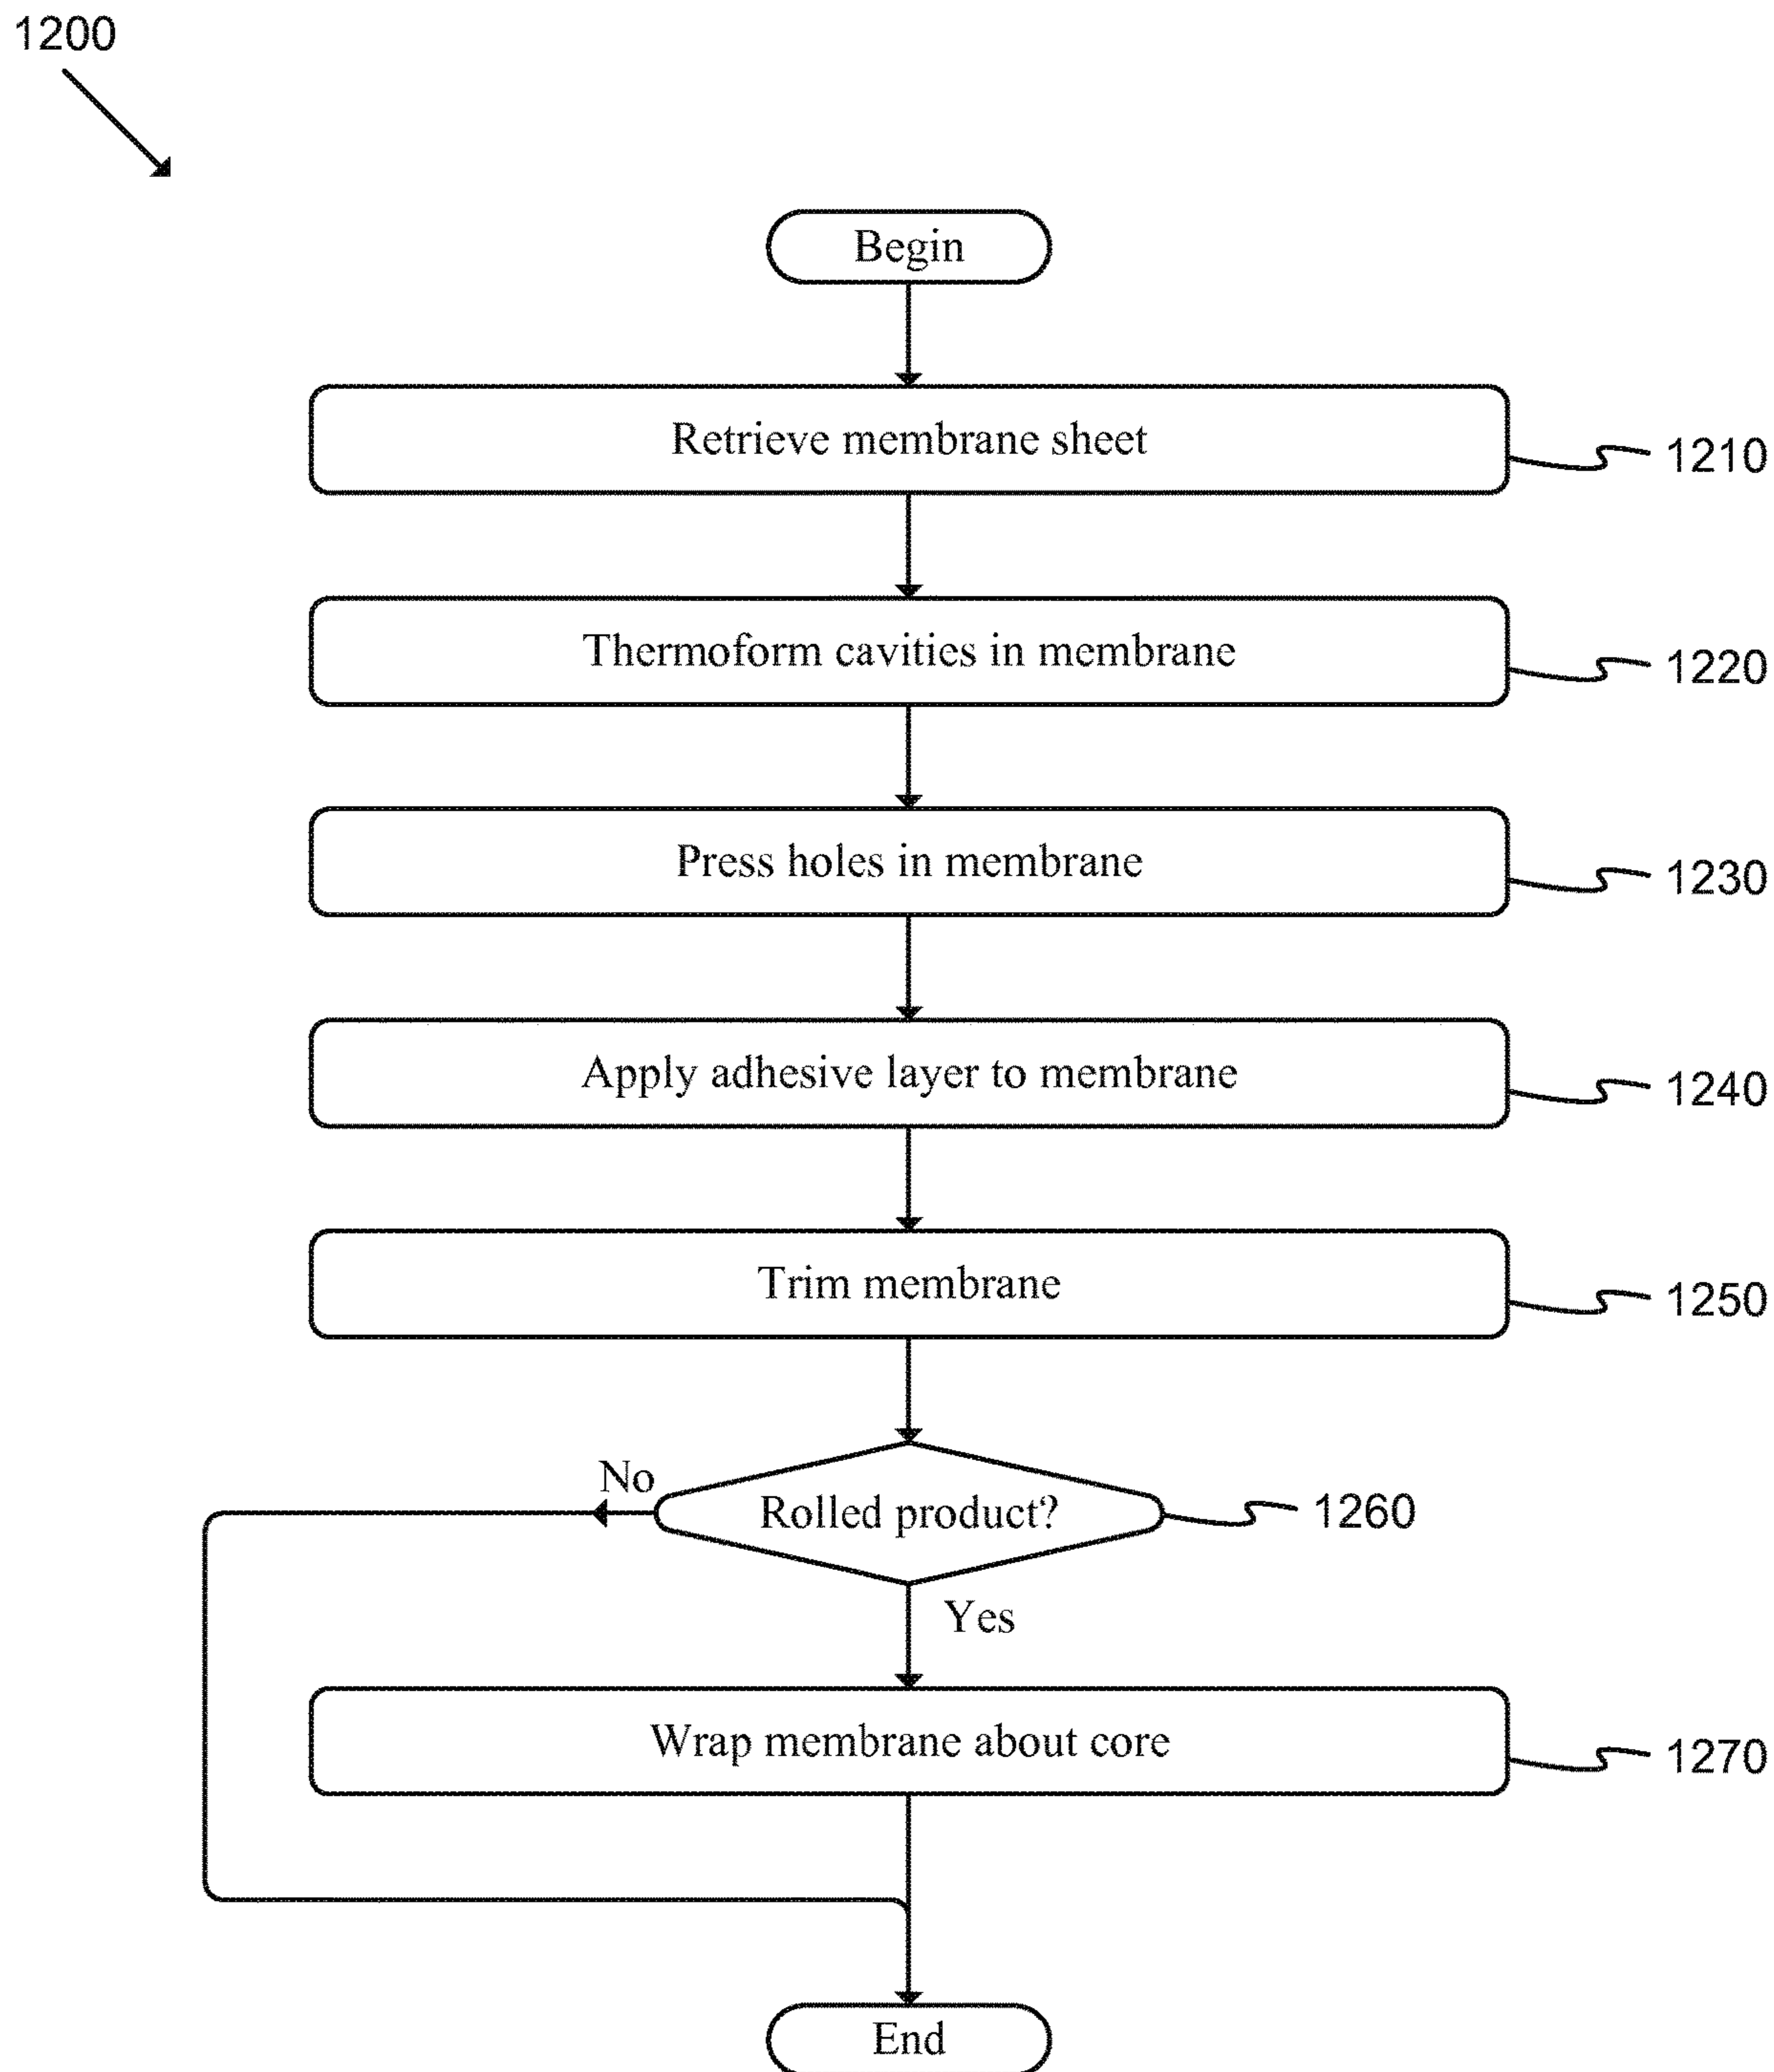 1200
Begin
Retrieve membrane sheet
1210
Thermoform cavities in membrane
1220
Press holes in membrane
1230
Apply adhesive layer to membrane
1240
Trim membrane
1250
No
Rolled product?
1260
Yes
Wrap membrane about core
1270
End